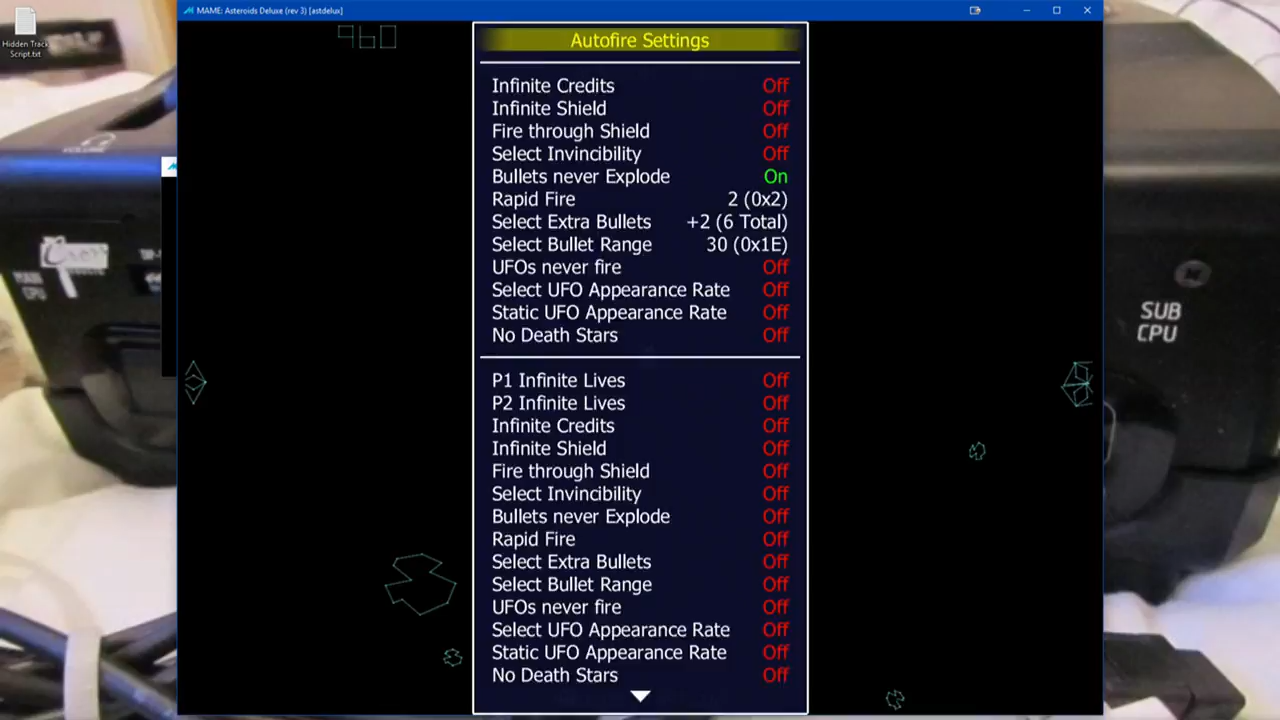 MAME: Asteroids Deluxe (rev 3) [astdelux]
Hidden Track
Script.txt
960
Autofire Settings
Infinite Credits Off
Infinite Shield Off
Fire through Shield Off
Select Invincibility Off
Bullets never Explode On
Rapid Fire 2 (0x2)
Select Extra Bullets +2 (6 Total)
Select Bullet Range 30 (0x1E)
UFOs never fire Off
Select UFO Appearance Rate Off
Static UFO Appearance Rate Off
No Death Stars Off
P1 Infinite Lives Off
P2 Infinite Lives Off
Infinite Credits Off
Infinite Shield Off
Fire through Shield Off
Select Invincibility Off
Bullets never Explode Off
Rapid Fire Off
Select Extra Bullets Off
Select Bullet Range Off
UFOs never fire Off
Select UFO Appearance Rate Off
Static UFO Appearance Rate Off
No Death Stars Off
MAIN
CPU
SUB
CPU